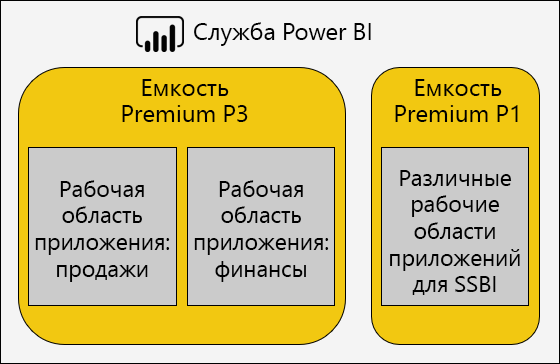 Служба Power BI
Емкость
Premium P3
Рабочая
область
приложения:
продажи
Рабочая
область
приложения:
финансы
Емкость
Premium P1
Различные
рабочие
области
приложений
для SSBI